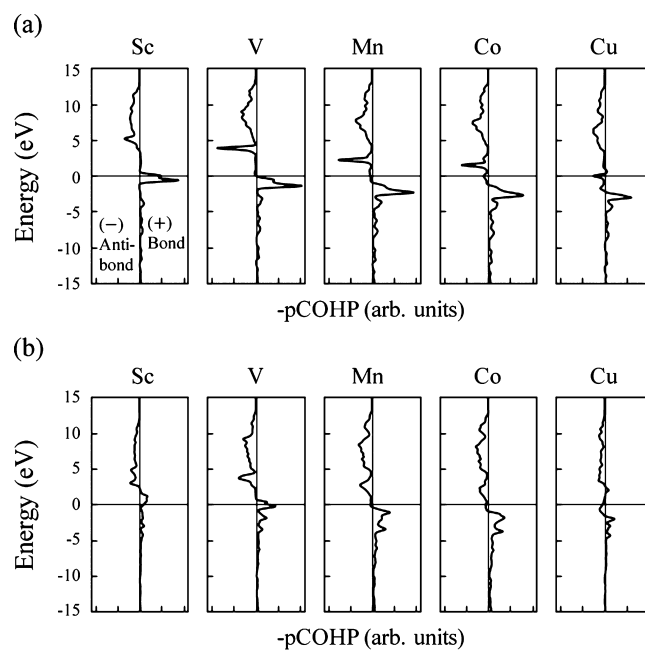 (a)
Sc V Mn Co Cu
15
10
5
0
-5
-10
-15
Energy (eV)
(−) (+)
Anti- Bond
bond
-pCOHP (arb. units)
(b)
Sc V Mn Co Cu
15
10
5
0
-5
-10
-15
Energy (eV)
-pCOHP (arb. units)